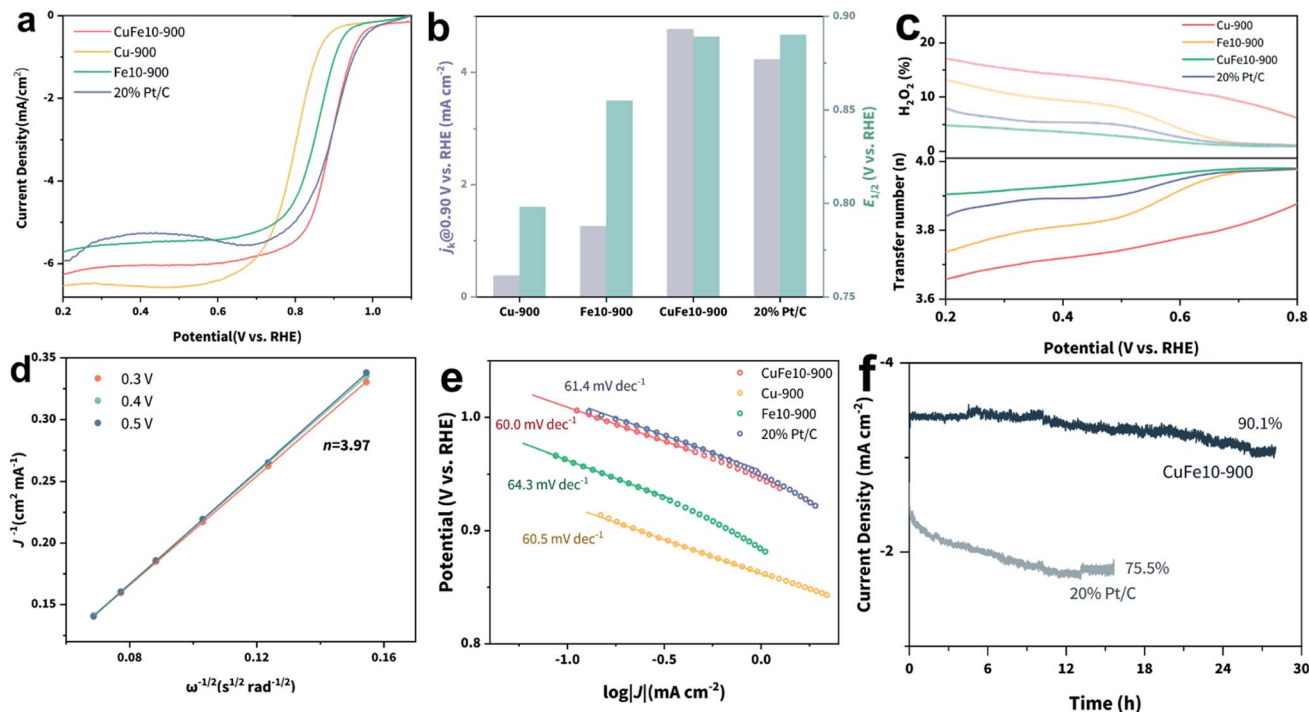 a
CuFe10-900
Cu-900
Fe10-900
20% Pt/C
0
-2
-4
-6
Current Density(mA/cm²)
0.2
0.4
0.6
0.8
1.0
Potential(V vs. RHE)
b
4
2
0
jₖ@0.90 V vs. RHE (mA cm⁻²)
0.90
0.85
0.80
0.75
E₁/₂ (V vs. RHE)
Cu-900
Fe10-900
CuFe10-900
20% Pt/C
c
Cu-900
Fe10-900
CuFe10-900
20% Pt/C
20
10
0
H₂O₂ (%)
4.0
3.8
3.6
Transfer number (n)
0.2
0.4
0.6
0.8
Potential (V vs. RHE)
d
0.3 V
0.4 V
0.5 V
n=3.97
0.35
0.30
0.25
0.20
0.15
J⁻¹(cm² mA⁻¹)
0.08
0.12
0.16
ω⁻¹/²(s¹/² rad⁻¹/²)
e
CuFe10-900
Cu-900
Fe10-900
20% Pt/C
61.4 mV dec⁻¹
60.0 mV dec⁻¹
64.3 mV dec⁻¹
60.5 mV dec⁻¹
1.0
0.9
0.8
Potential (V vs. RHE)
-1.0
-0.5
0.0
log|J|(mA cm⁻²)
f
-4
-2
Current Density (mA cm⁻²)
90.1%
CuFe10-900
75.5%
20% Pt/C
0
6
12
18
24
30
Time (h)